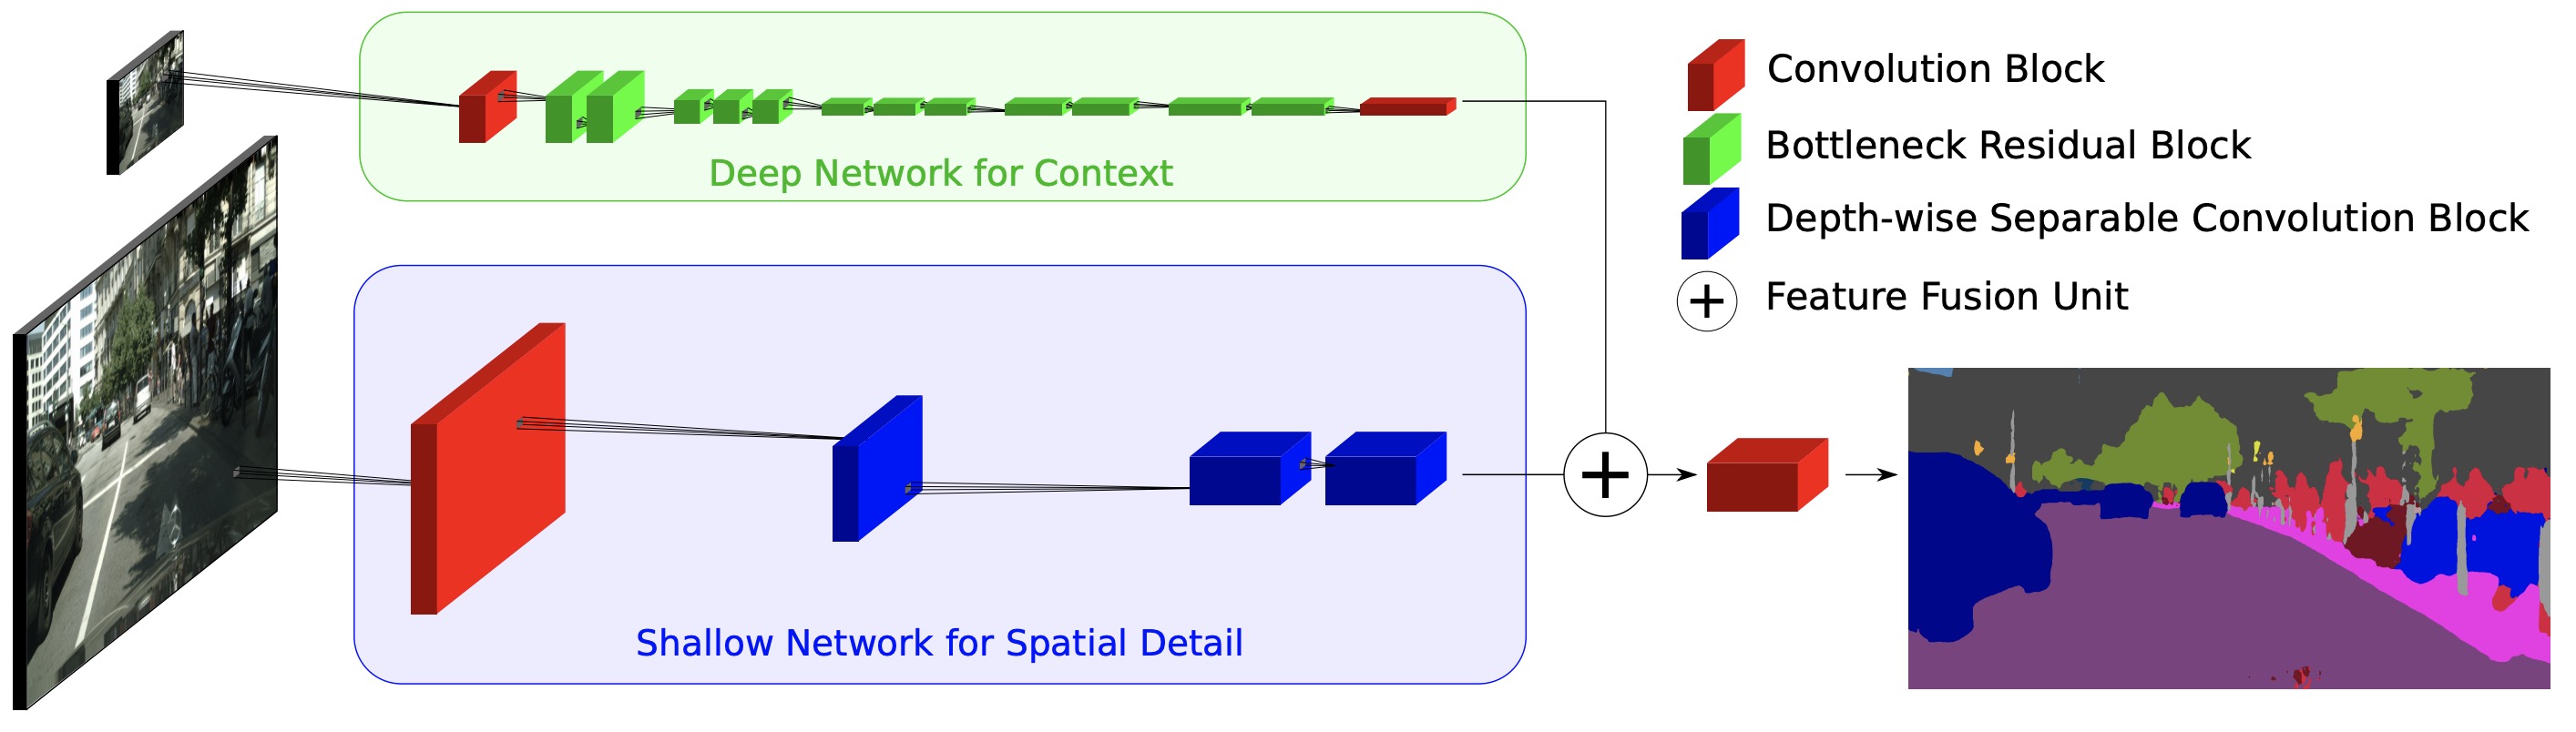 Deep Network for Context
Shallow Network for Spatial Detail
Convolution Block
Bottleneck Residual Block
Depth-wise Separable Convolution Block
Feature Fusion Unit